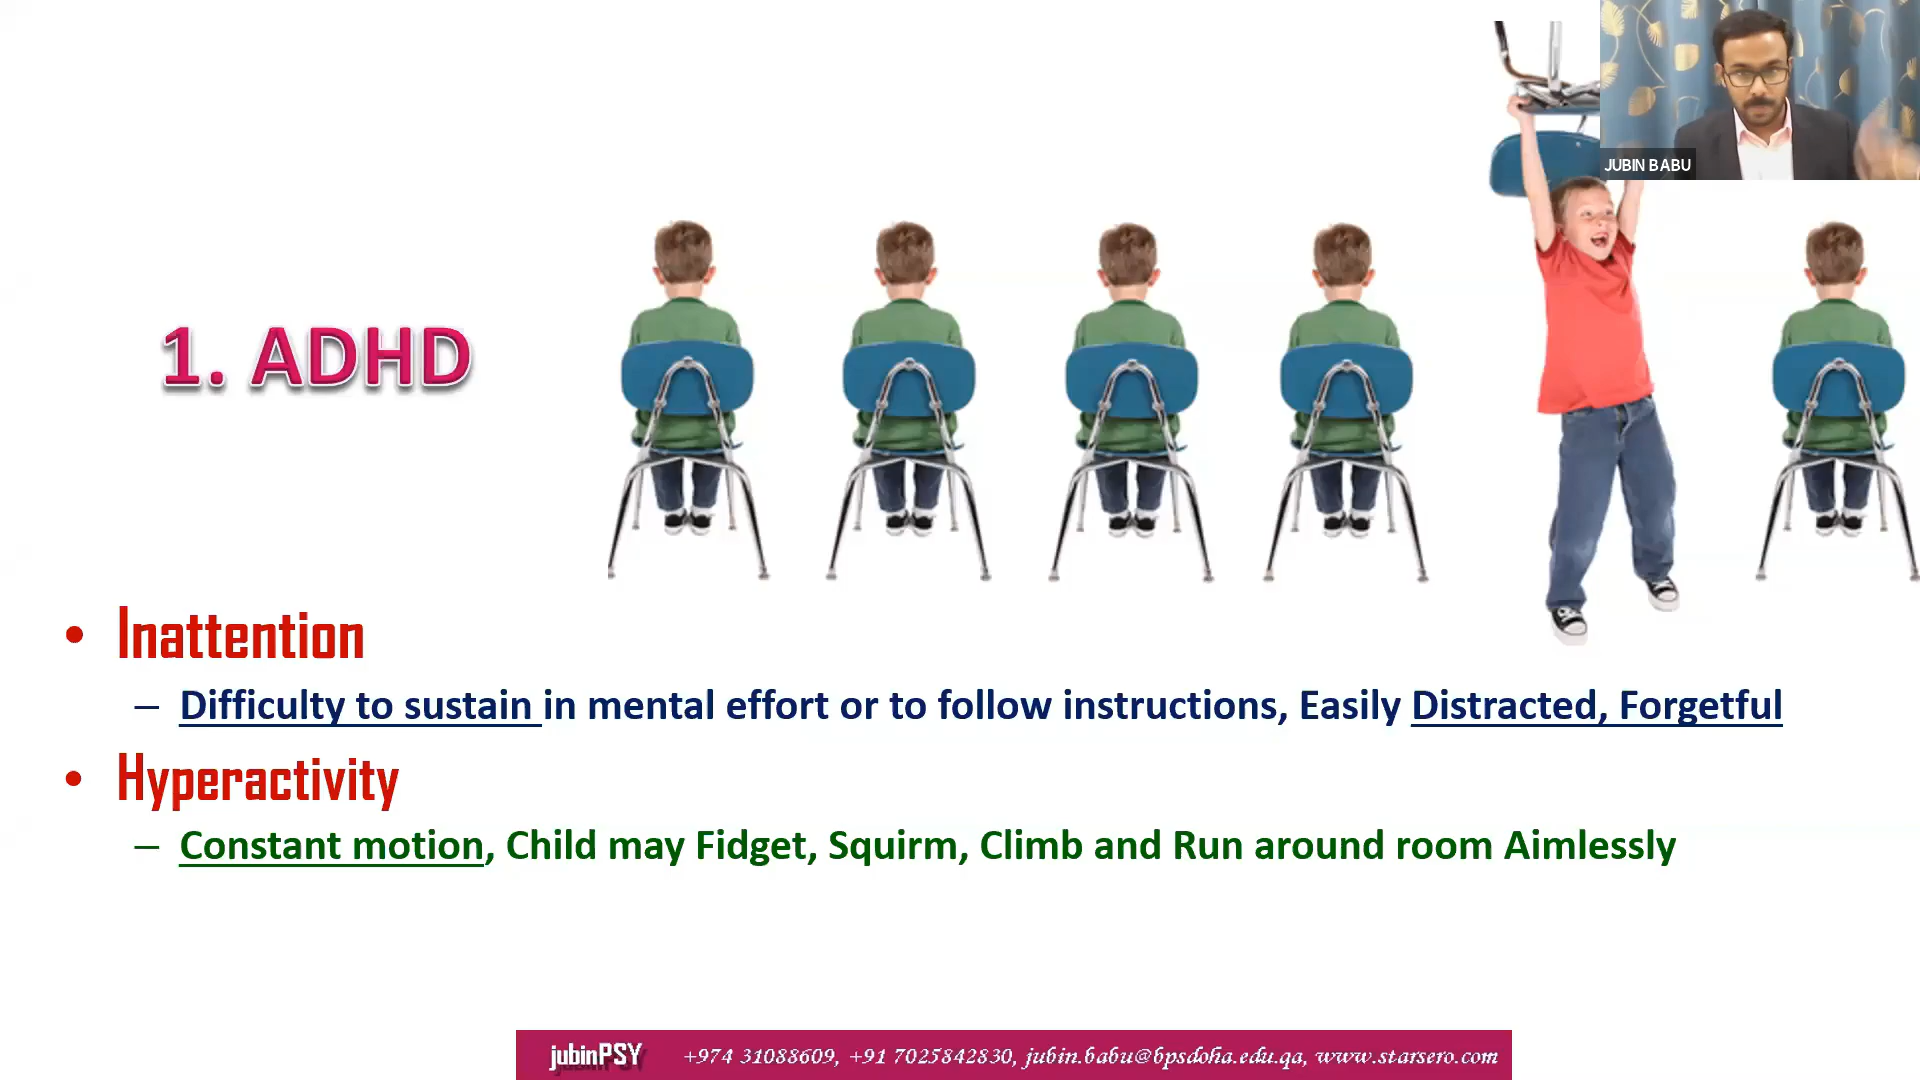 JUBIN BABU
1. ADHD
• Inattention
– Difficulty to sustain in mental effort or to follow instructions, Easily Distracted, Forgetful
• Hyperactivity
– Constant motion, Child may Fidget, Squirm, Climb and Run around room Aimlessly
jubinPSY +974 31088609, +91 7025842830, jubin.babu@bpsdoha.edu.qa, www.starsero.com